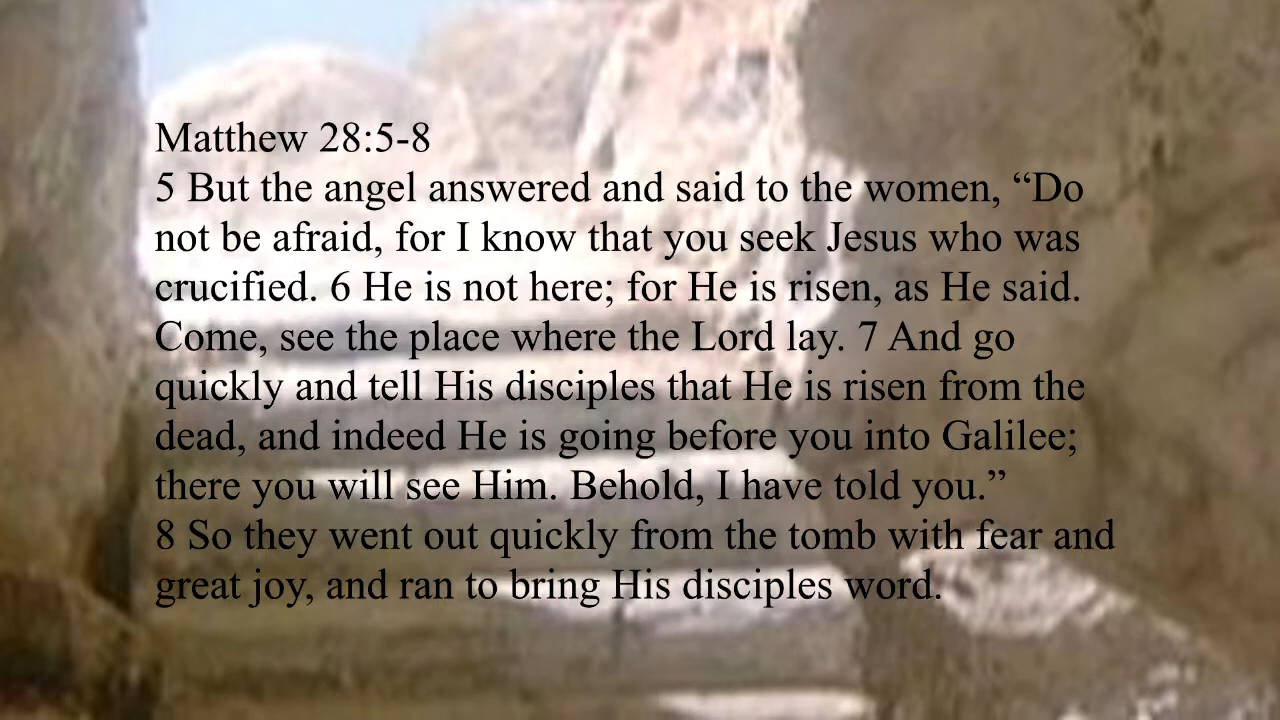 Matthew 28:5-8
5 But the angel answered and said to the women, “Do
not be afraid, for I know that you seek Jesus who was
crucified. 6 He is not here; for He is risen, as He said.
Come, see the place where the Lord lay. 7 And go
quickly and tell His disciples that He is risen from the
dead, and indeed He is going before you into Galilee;
there you will see Him. Behold, I have told you.”
8 So they went out quickly from the tomb with fear and
great joy, and ran to bring His disciples word.